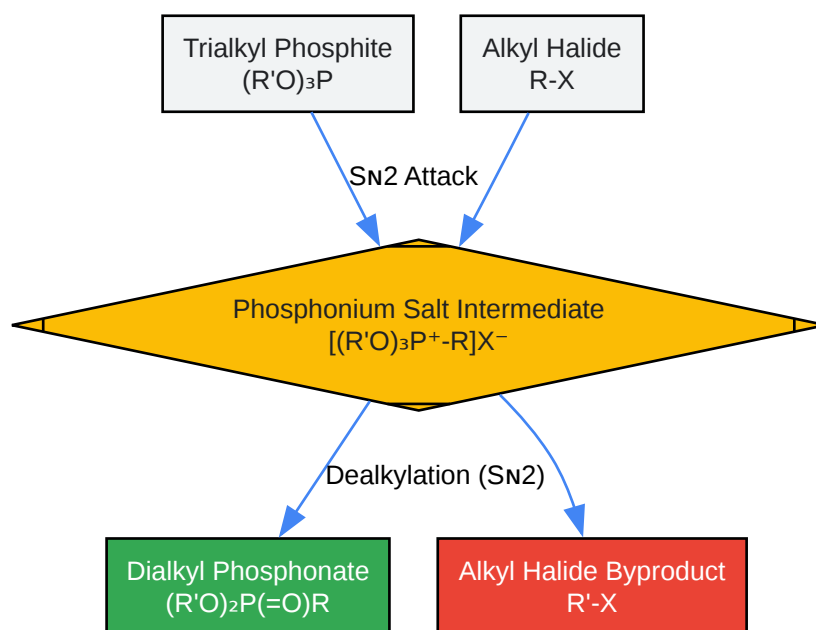 Trialkyl Phosphite
(R'O)₃P
Alkyl Halide
R-X
Sɴ2 Attack
Phosphonium Salt Intermediate
[(R'O)₃P⁺-R]X⁻
Dealkylation (Sɴ2)
Dialkyl Phosphonate
(R'O)₂P(=O)R
Alkyl Halide Byproduct
R'-X